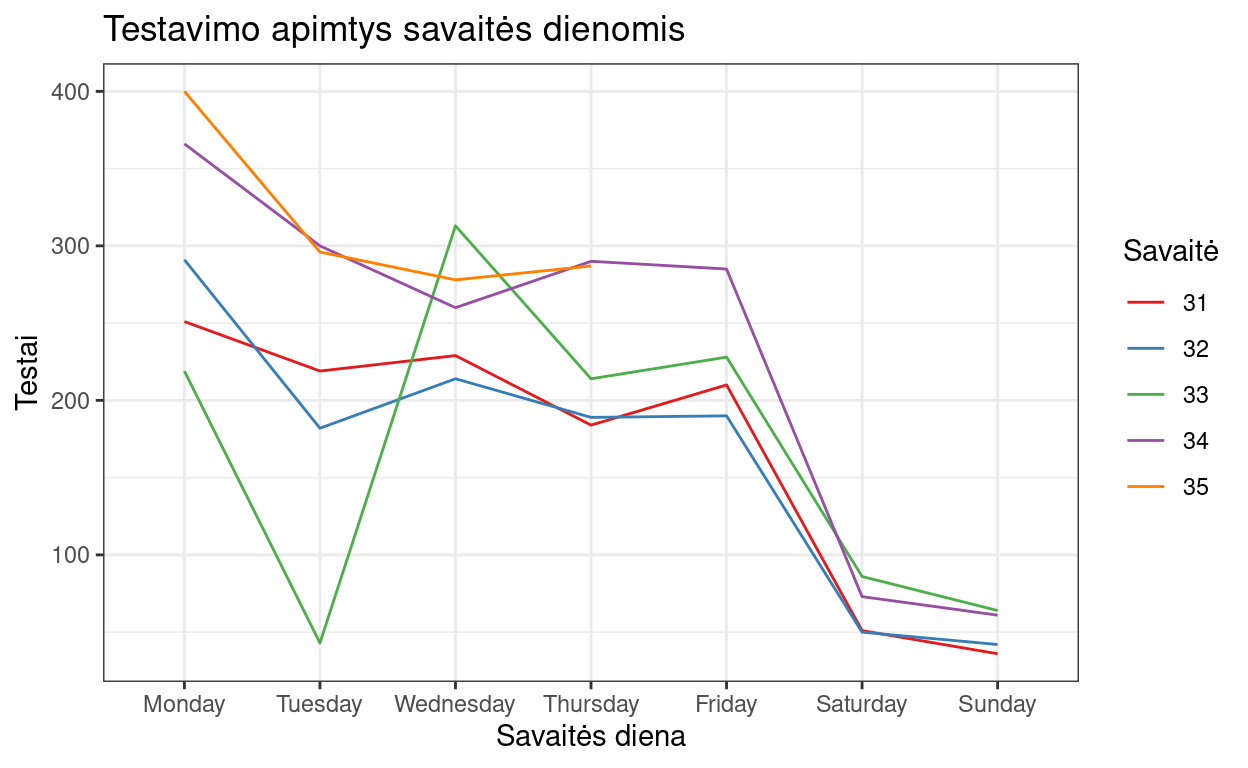 Testavimo apimtys savaitės dienomis
400
300
200
100
Testai
Monday Tuesday Wednesday Thursday Friday Saturday Sunday
Savaitės diena
Savaitė
31
32
33
34
35